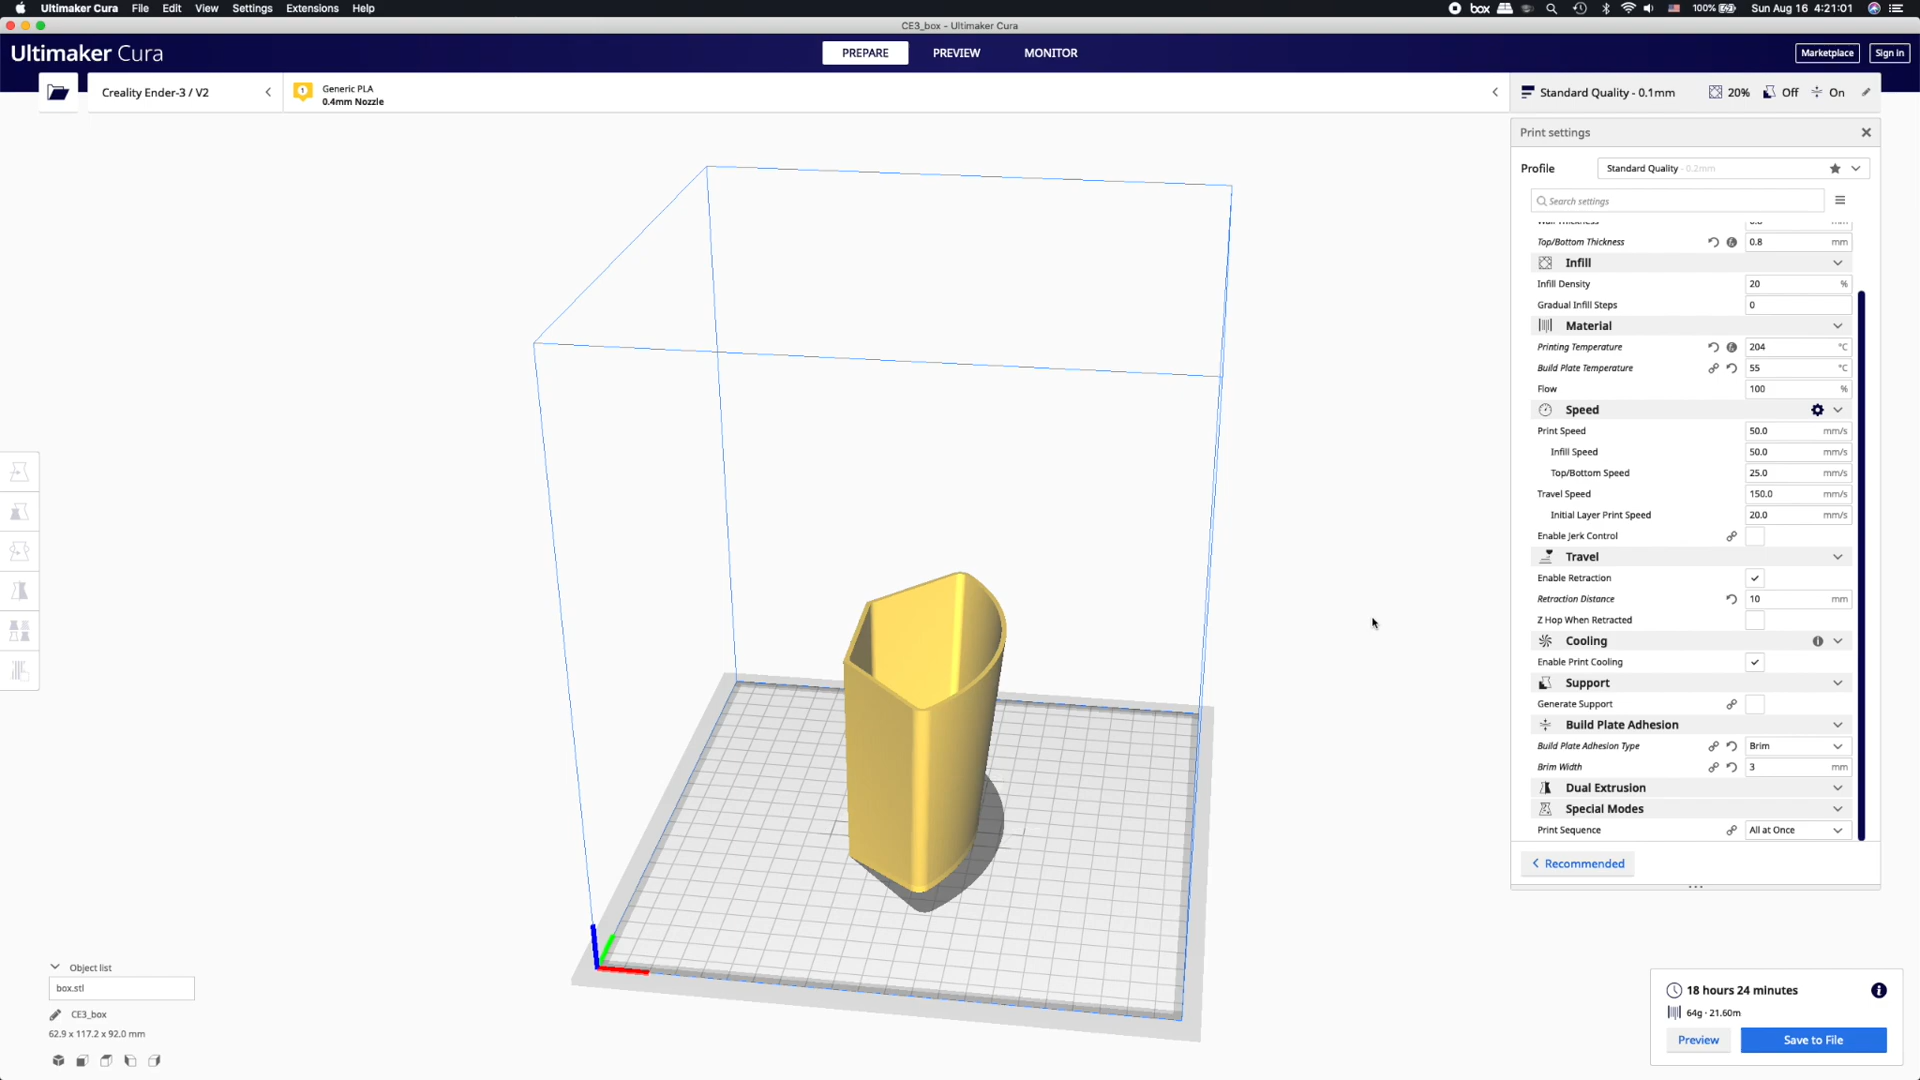 Ultimaker Cura File Edit View Settings Extensions Help
box 100% Sun Aug 16 4:21:01
CE3_box - Ultimaker Cura
Ultimaker Cura
PREPARE PREVIEW MONITOR
Marketplace Sign in
Creality Ender-3 / V2
1 Generic PLA
0.4mm Nozzle
Standard Quality - 0.1mm 20% Off On
Print settings
Profile Standard Quality - 0.2mm
Search settings
Top/Bottom Thickness 0.8 mm
Infill
Infill Density 20 %
Gradual Infill Steps 0
Material
Printing Temperature 204 °C
Build Plate Temperature 55 °C
Flow 100 %
Speed
Print Speed 50.0 mm/s
Infill Speed 50.0 mm/s
Top/Bottom Speed 25.0 mm/s
Travel Speed 150.0 mm/s
Initial Layer Print Speed 20.0 mm/s
Enable Jerk Control
Travel
Enable Retraction
Retraction Distance 10 mm
Z Hop When Retracted
Cooling
Enable Print Cooling
Support
Generate Support
Build Plate Adhesion
Build Plate Adhesion Type Brim
Brim Width 3 mm
Dual Extrusion
Special Modes
Print Sequence All at Once
Recommended
Object list
box.stl
CE3_box
62.9 x 117.2 x 92.0 mm
18 hours 24 minutes
64g · 21.60m
Preview Save to File